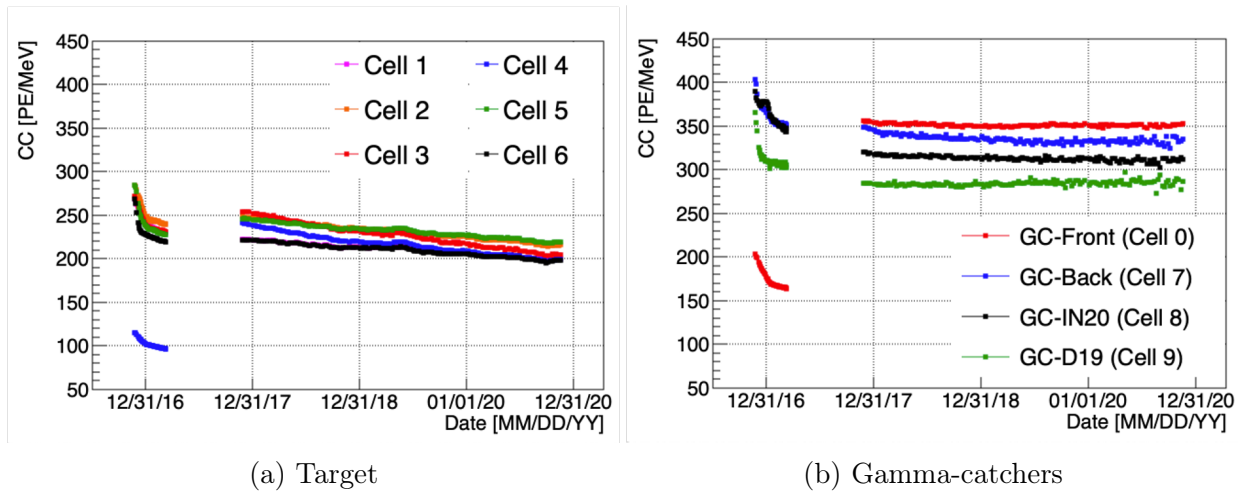 CC [PE/MeV]
450
400
350
300
250
200
150
100
50
Cell 1
Cell 4
Cell 2
Cell 5
Cell 3
Cell 6
12/31/16
12/31/17
12/31/18
01/01/20
12/31/20
Date [MM/DD/YY]
(a) Target
CC [PE/MeV]
450
400
350
300
250
200
150
100
50
GC-Front (Cell 0)
GC-Back (Cell 7)
GC-IN20 (Cell 8)
GC-D19 (Cell 9)
12/31/16
12/31/17
12/31/18
01/01/20
12/31/20
Date [MM/DD/YY]
(b) Gamma-catchers